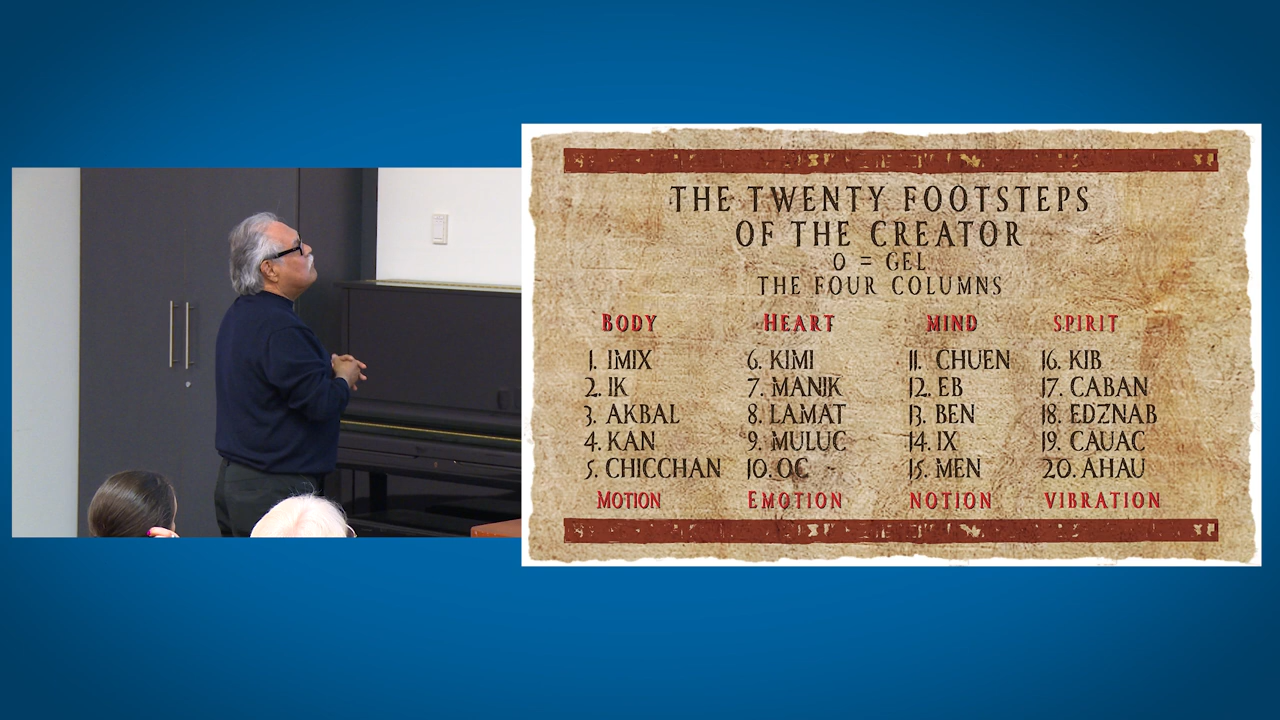 THE TWENTY FOOTSTEPS
OF THE CREATOR
0 = GEL
THE FOUR COLUMNS
BODY HEART MIND SPIRIT
1. IMIX 6. KIMI 11. CHUEN 16. KIB
2. IK 7. MANIK 12. EB 17. CABAN
3. AKBAL 8. LAMAT 13. BEN 18. EDZNAB
4. KAN 9. MULUC 14. IX 19. CAUAC
5. CHICCHAN 10. OC 15. MEN 20. AHAU
MOTION EMOTION NOTION VIBRATION